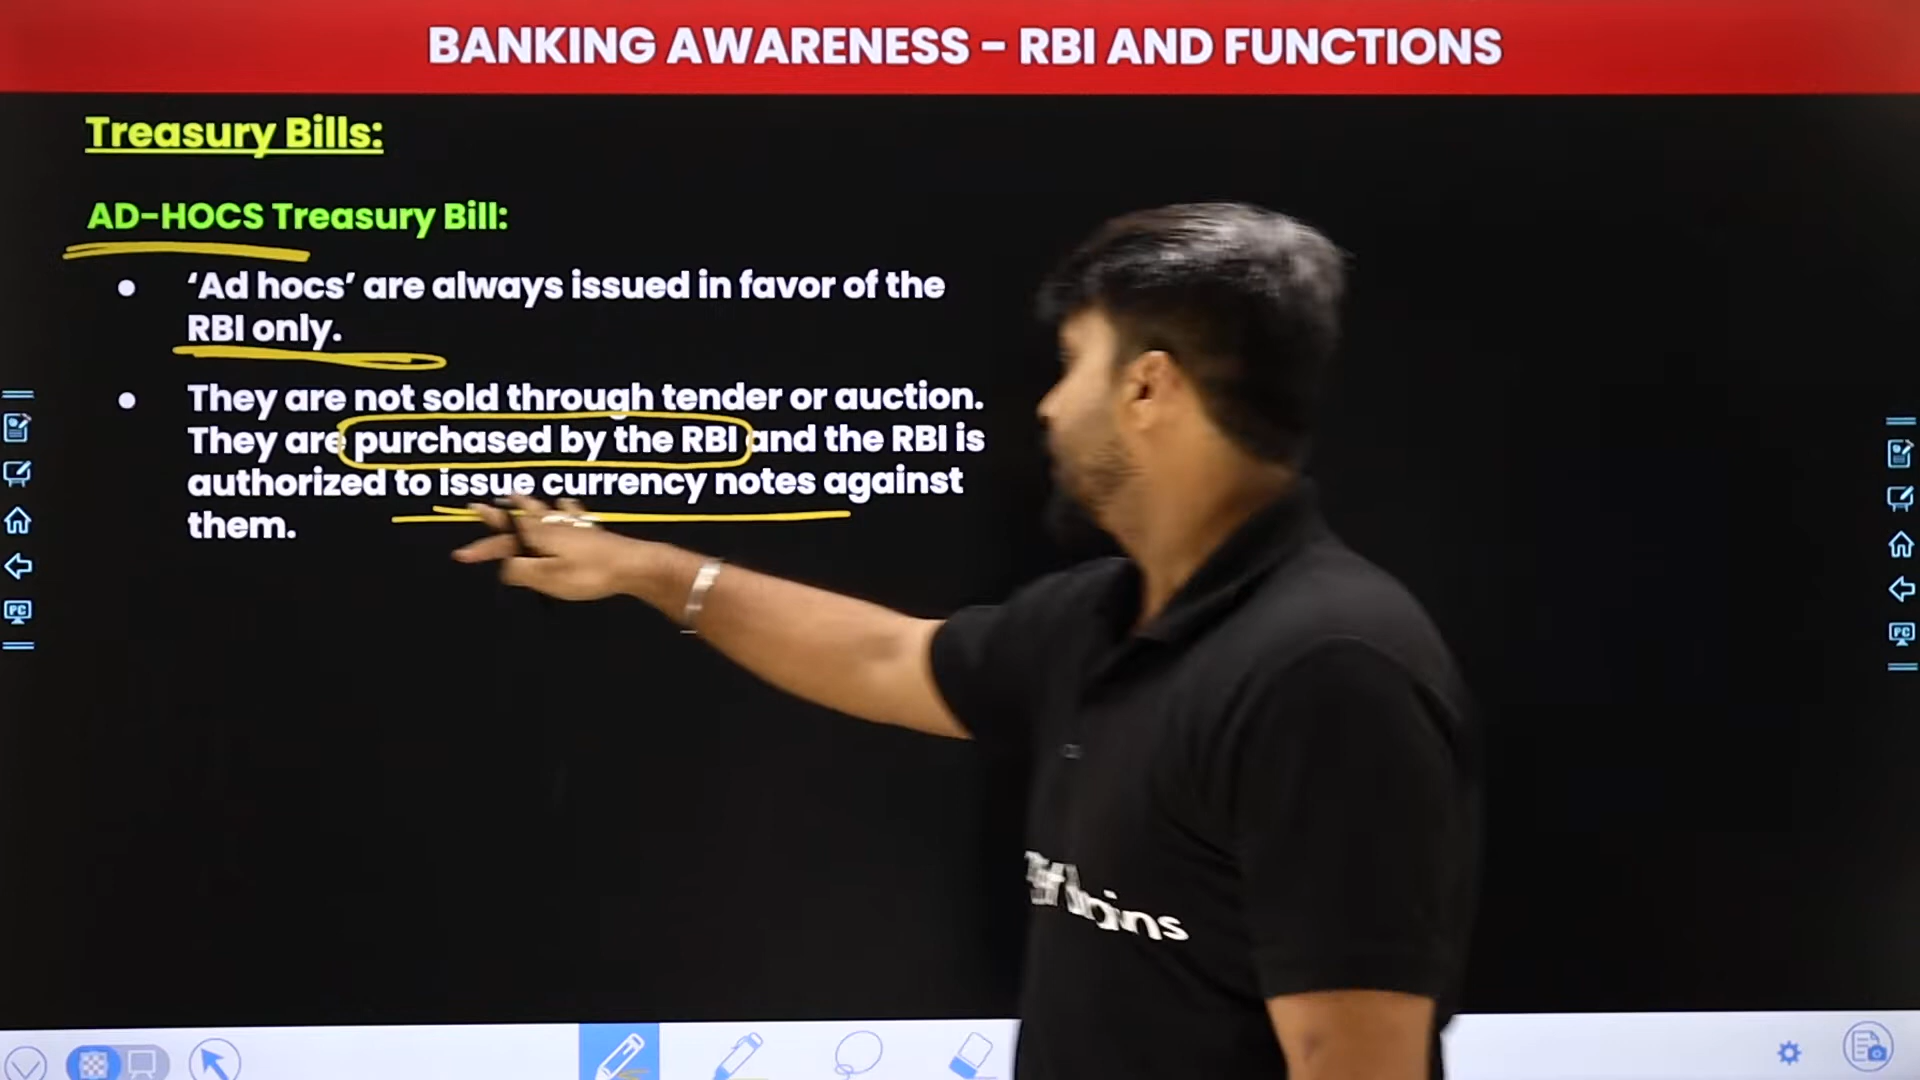 BANKING AWARENESS - RBI AND FUNCTIONS
Treasury Bills:
AD-HOCS Treasury Bill:
‘Ad hocs’ are always issued in favor of the
RBI only.
They are not sold through tender or auction.
They are purchased by the RBI and the RBI is
authorized to issue currency notes against
them.
PC
PC